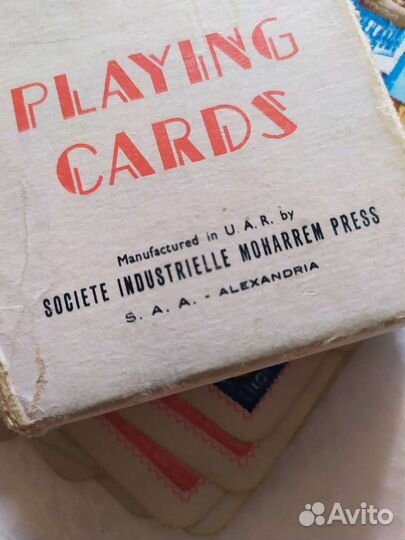 PLAYING
CARDS
Manufactured in U. A. R. by
SOCIETE INDUSTRIELLE MOHARREM PRESS
S. A. A. - ALEXANDRIA
Avito